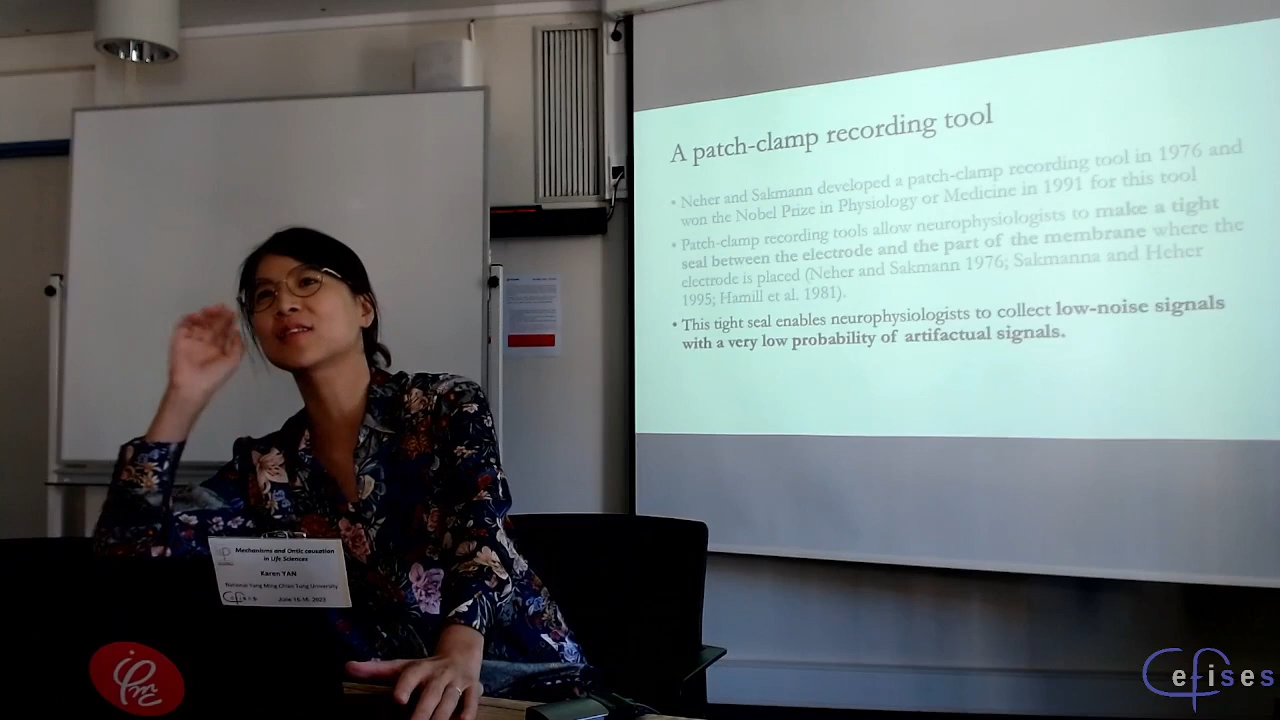 A patch-clamp recording tool
• Neher and Sakmann developed a patch-clamp recording tool in 1976 and
won the Nobel Prize in Physiology or Medicine in 1991 for this tool
• Patch-clamp recording tools allow neurophysiologists to make a tight
seal between the electrode and the part of the membrane where the
electrode is placed (Neher and Sakmann 1976; Sakmanna and Heher
1995; Hamill et al. 1981).
• This tight seal enables neurophysiologists to collect low-noise signals
with a very low probability of artifactual signals.
Mechanisms and Ontic causation
in Life Sciences
Karen YAN
National Yang Ming Chiao Tung University
Cefises
June 2023
Cefises